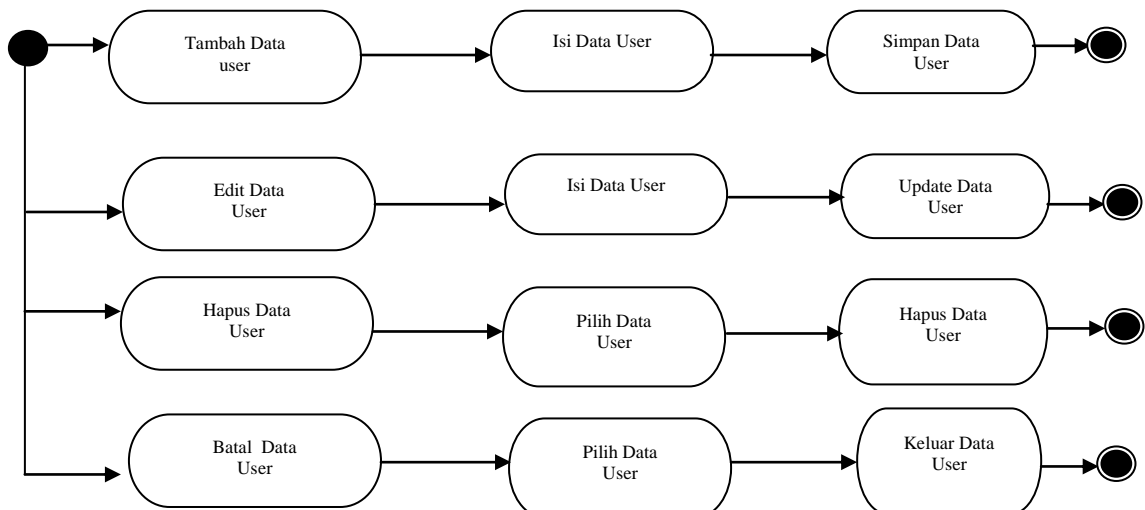 Tambah Data
user
Isi Data User
Simpan Data
User
Edit Data
User
Isi Data User
Update Data
User
Hapus Data
User
Pilih Data
User
Hapus Data
User
Batal Data
User
Pilih Data
User
Keluar Data
User